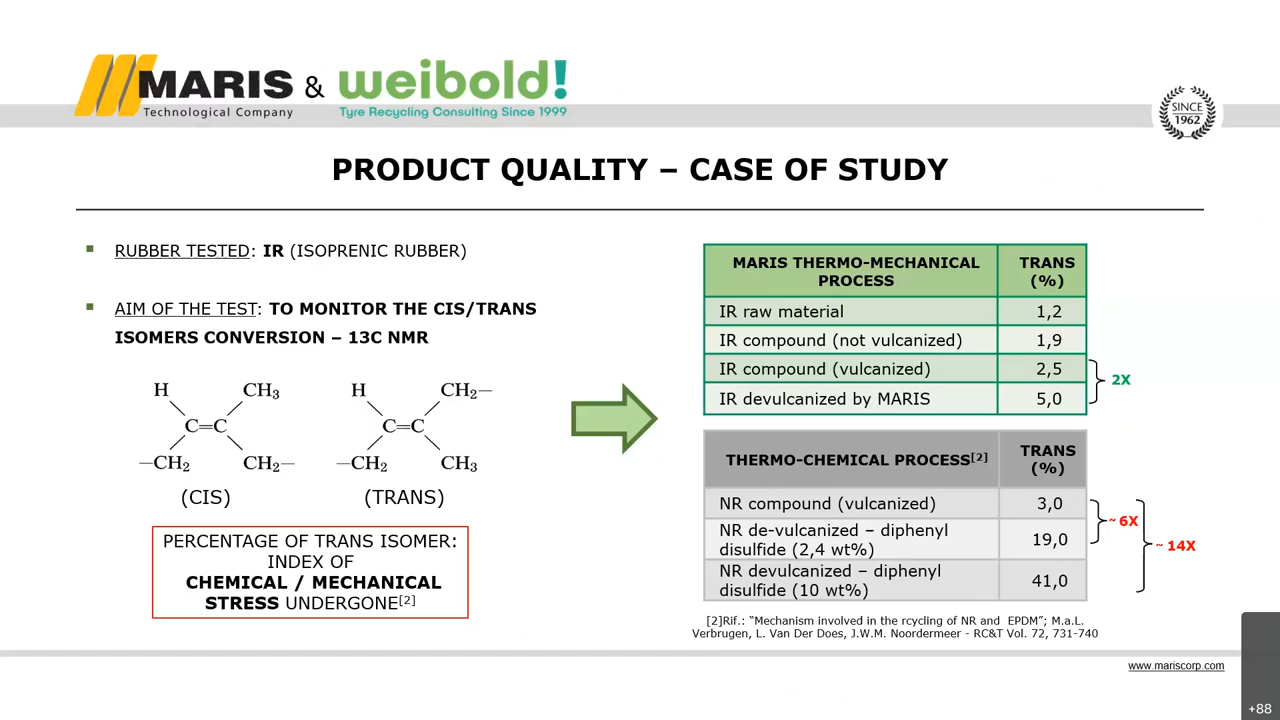 MARIS & weibold!
Technological Company
Tyre Recycling Consulting Since 1999
SINCE
1962
PRODUCT QUALITY – CASE OF STUDY
▪ RUBBER TESTED: IR (ISOPRENIC RUBBER)
▪ AIM OF THE TEST: TO MONITOR THE CIS/TRANS
ISOMERS CONVERSION – 13C NMR
H CH3
C=C
—CH2 CH2—
(CIS)
H CH2—
C=C
—CH2 CH3
(TRANS)
PERCENTAGE OF TRANS ISOMER:
INDEX OF
CHEMICAL / MECHANICAL
STRESS UNDERGONE[2]
MARIS THERMO-MECHANICAL
PROCESS
TRANS
(%)
IR raw material 1,2
IR compound (not vulcanized) 1,9
IR compound (vulcanized) 2,5
IR devulcanized by MARIS 5,0
2X
THERMO-CHEMICAL PROCESS[2]
TRANS
(%)
NR compound (vulcanized) 3,0
NR de-vulcanized – diphenyl
disulfide (2,4 wt%) 19,0
NR devulcanized – diphenyl
disulfide (10 wt%) 41,0
~ 6X
~ 14X
[2]Rif.: “Mechanism involved in the rcycling of NR and EPDM”; M.a.L.
Verbrugen, L. Van Der Does, J.W.M. Noordermeer - RC&T Vol. 72, 731-740
www.mariscorp.com
+88